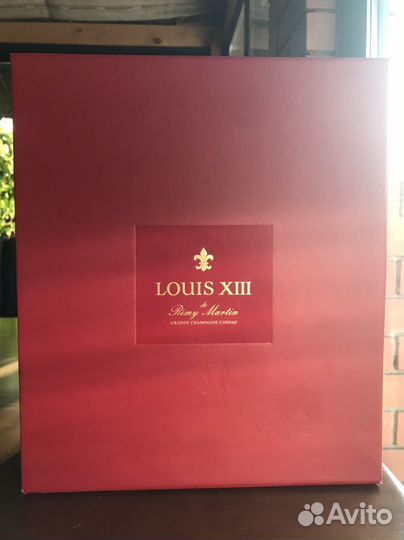 LOUIS XIII
de
Rémy Martin
GRANDE CHAMPAGNE COGNAC
Avito